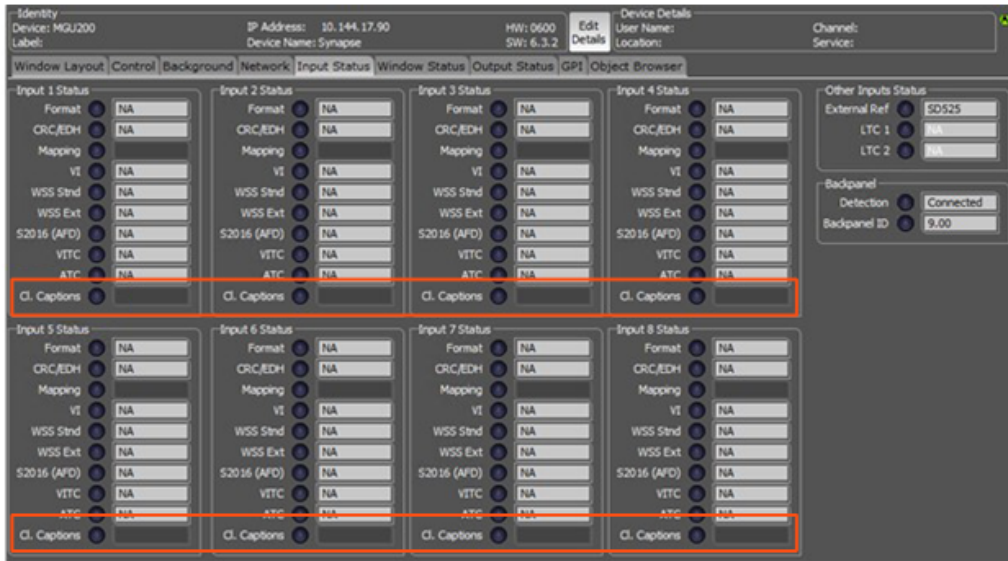 Identity
Device: MGU200
Label:
IP Address: 10.144.17.90
Device Name: Synapse
HW: 0600
SW: 6.3.2
Edit
Details
Device Details
User Name:
Location:
Channel:
Service:
Window Layout Control Background Network Input Status Window Status Output Status GPI Object Browser
Input 1 Status
Format NA
CRC/EDH NA
Mapping
VI NA
WSS Stnd NA
WSS Ext NA
S2016 (AFD) NA
VITC NA
ATC NA
Cl. Captions
Input 2 Status
Format NA
CRC/EDH NA
Mapping
VI NA
WSS Stnd NA
WSS Ext NA
S2016 (AFD) NA
VITC NA
ATC NA
Cl. Captions
Input 3 Status
Format NA
CRC/EDH NA
Mapping
VI NA
WSS Stnd NA
WSS Ext NA
S2016 (AFD) NA
VITC NA
ATC NA
Cl. Captions
Input 4 Status
Format NA
CRC/EDH NA
Mapping
VI NA
WSS Stnd NA
WSS Ext NA
S2016 (AFD) NA
VITC NA
ATC NA
Cl. Captions
Other Inputs Status
External Ref SD525
LTC 1 NA
LTC 2 NA
Backpanel
Detection Connected
Backpanel ID 9.00
Input 5 Status
Format NA
CRC/EDH NA
Mapping
VI NA
WSS Stnd NA
WSS Ext NA
S2016 (AFD) NA
VITC NA
ATC NA
Cl. Captions
Input 6 Status
Format NA
CRC/EDH NA
Mapping
VI NA
WSS Stnd NA
WSS Ext NA
S2016 (AFD) NA
VITC NA
ATC NA
Cl. Captions
Input 7 Status
Format NA
CRC/EDH NA
Mapping
VI NA
WSS Stnd NA
WSS Ext NA
S2016 (AFD) NA
VITC NA
ATC NA
Cl. Captions
Input 8 Status
Format NA
CRC/EDH NA
Mapping
VI NA
WSS Stnd NA
WSS Ext NA
S2016 (AFD) NA
VITC NA
ATC NA
Cl. Captions